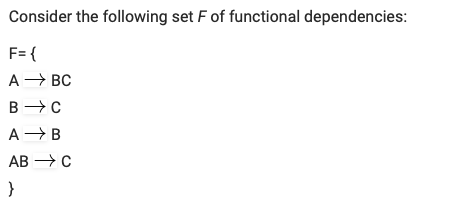 Consider the following set F of functional dependencies:
F= {
A → BC
B → C
A → B
AB → C
}